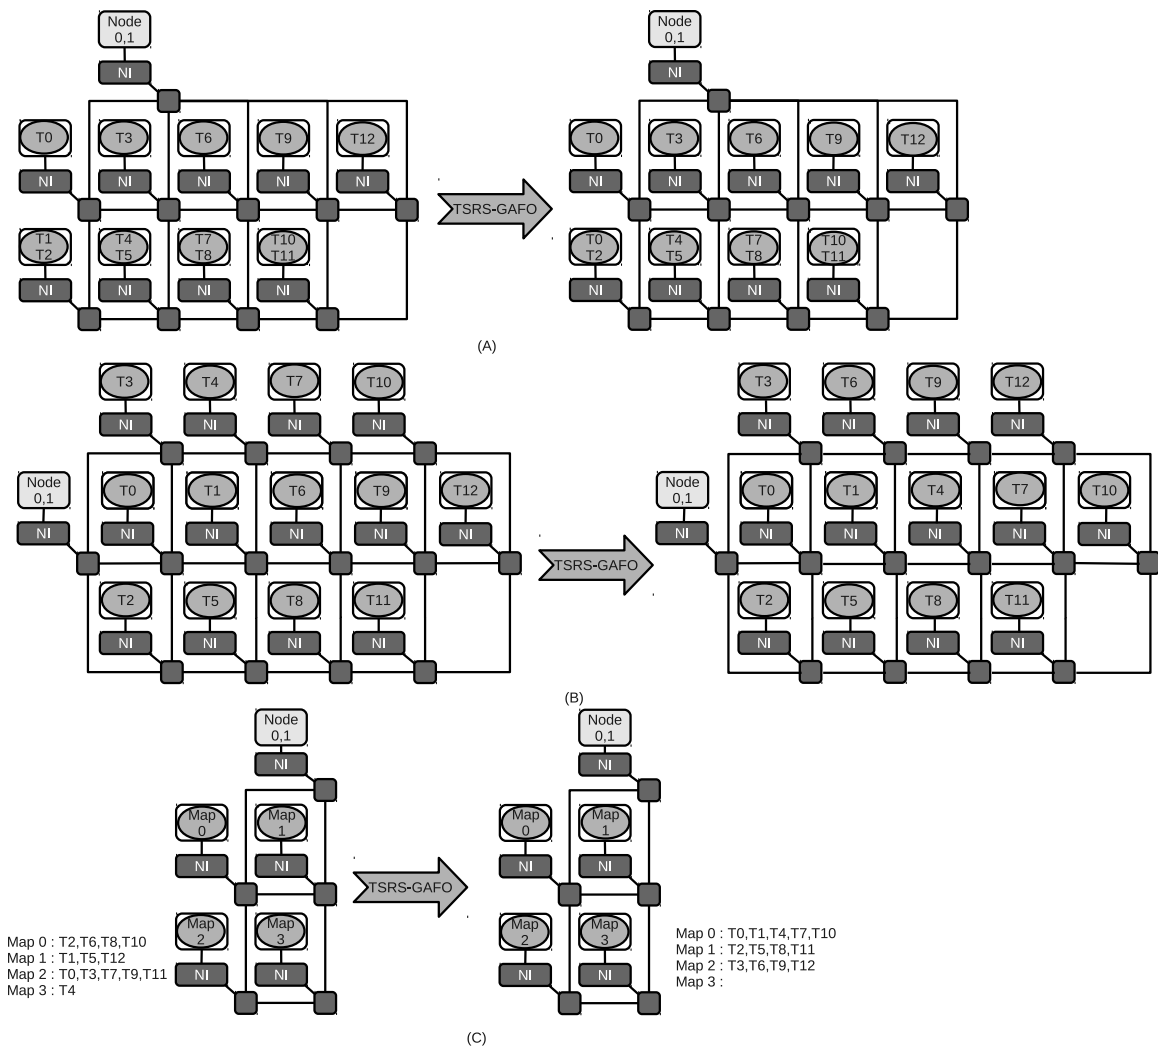 Node
0,1
NI
Node
0,1
NI
T0
T3
T6
T9
T12
NI
NI
NI
NI
NI
TSRS-GAFO
T0
T3
T6
T9
T12
NI
NI
NI
NI
NI
T1
T2
T4
T5
T7
T8
T10
T11
NI
NI
NI
NI
T0
T2
T4
T5
T7
T8
T10
T11
NI
NI
NI
NI
(A)
T3
T4
T7
T10
NI
NI
NI
NI
T3
T6
T9
T12
NI
NI
NI
NI
Node
0,1
T0
T1
T6
T9
T12
NI
NI
NI
NI
NI
NI
TSRS-GAFO
Node
0,1
T0
T1
T4
T7
T10
NI
NI
NI
NI
NI
NI
T2
T5
T8
T11
NI
NI
NI
NI
T2
T5
T8
T11
NI
NI
NI
NI
(B)
Node
0,1
NI
Node
0,1
NI
Map
0
Map
1
NI
NI
TSRS-GAFO
Map
0
Map
1
NI
NI
Map
2
Map
3
NI
NI
Map
2
Map
3
NI
NI
Map 0 : T2,T6,T8,T10
Map 1 : T1,T5,T12
Map 2 : T0,T3,T7,T9,T11
Map 3 : T4
Map 0 : T0,T1,T4,T7,T10
Map 1 : T2,T5,T8,T11
Map 2 : T3,T6,T9,T12
Map 3 :
(C)